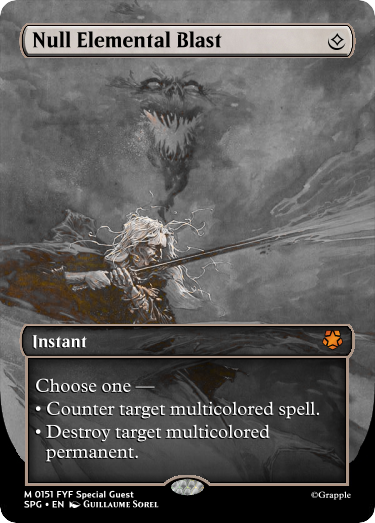 Null Elemental Blast
Instant
Choose one —
• Counter target multicolored spell.
• Destroy target multicolored
permanent.
M 0151 FYF Special Guest
SPG • EN Guillaume Sorel
©Grapple